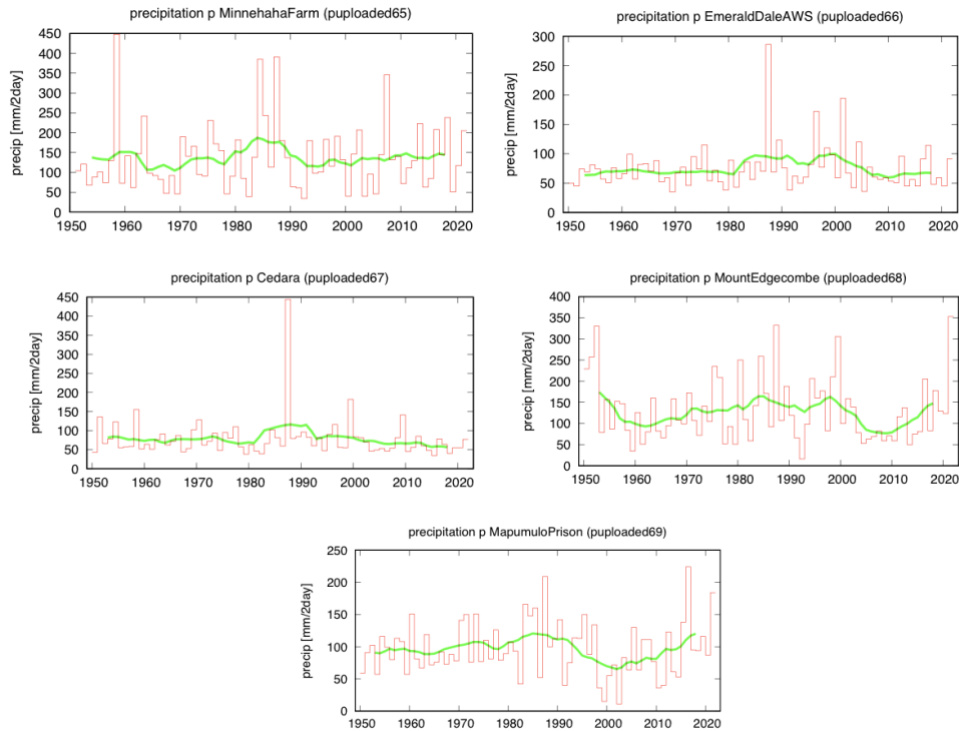 precipitation p MinnehahaFarm (puploaded65)
precip [mm/2day]
450
400
350
300
250
200
150
100
50
0
1950 1960 1970 1980 1990 2000 2010 2020
precipitation p EmeraldDaleAWS (puploaded66)
precip [mm/2day]
300
250
200
150
100
50
0
1950 1960 1970 1980 1990 2000 2010 2020
precipitation p Cedara (puploaded67)
precip [mm/2day]
450
400
350
300
250
200
150
100
50
0
1950 1960 1970 1980 1990 2000 2010 2020
precipitation p MountEdgecombe (puploaded68)
precip [mm/2day]
400
350
300
250
200
150
100
50
0
1950 1960 1970 1980 1990 2000 2010 2020
precipitation p MapumuloPrison (puploaded69)
precip [mm/2day]
250
200
150
100
50
0
1950 1960 1970 1980 1990 2000 2010 2020